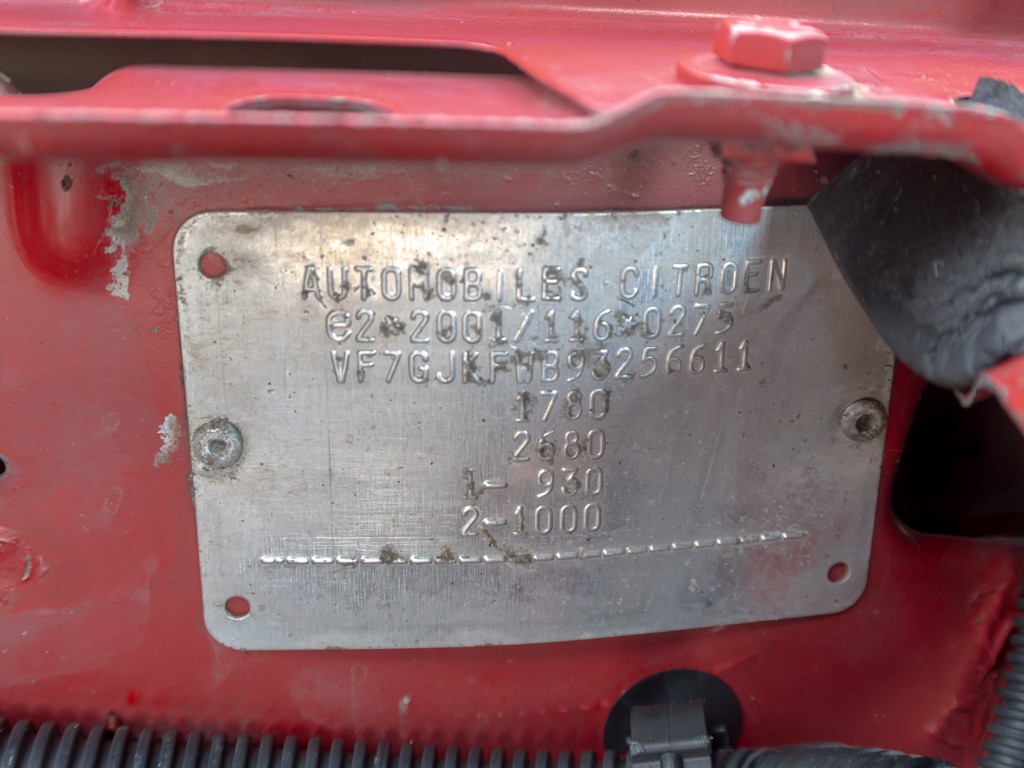 AUTOMOBILES CITROEN
e2*2001/116*0275
VF7GJKFWB93256611
1780
2680
1- 930
2-1000